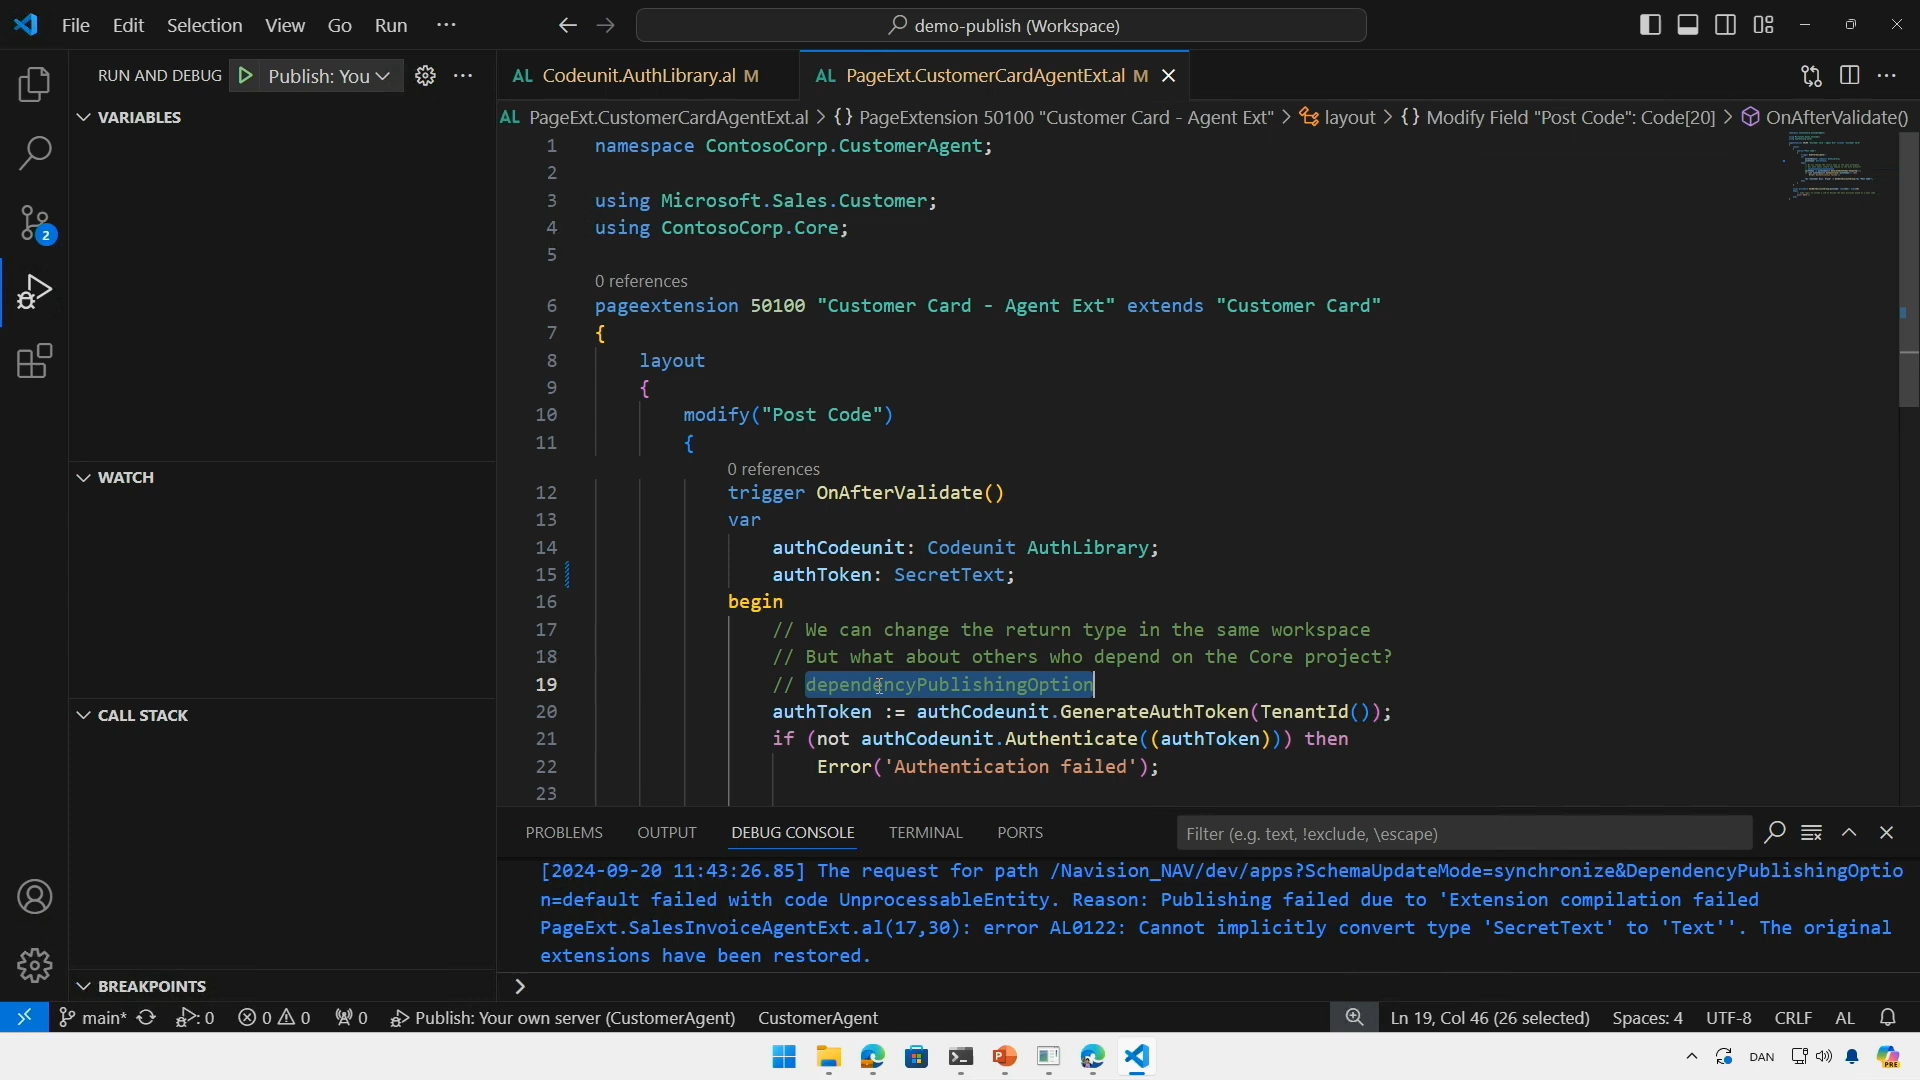 File Edit Selection View Go Run ...
demo-publish (Workspace)
RUN AND DEBUG Publish: You ...
AL Codeunit.AuthLibrary.al M
AL PageExt.CustomerCardAgentExt.al M
AL PageExt.CustomerCardAgentExt.al > {} PageExtension 50100 "Customer Card - Agent Ext" > layout > {} Modify Field "Post Code": Code[20] > OnAfterValidate()
VARIABLES
WATCH
CALL STACK
BREAKPOINTS
2
1 namespace ContosoCorp.CustomerAgent;
2
3 using Microsoft.Sales.Customer;
4 using ContosoCorp.Core;
5
0 references
6 pageextension 50100 "Customer Card - Agent Ext" extends "Customer Card"
7 {
8 layout
9 {
10 modify("Post Code")
11 {
0 references
12 trigger OnAfterValidate()
13 var
14 authCodeunit: Codeunit AuthLibrary;
15 authToken: SecretText;
16 begin
17 // We can change the return type in the same workspace
18 // But what about others who depend on the Core project?
19 // dependencyPublishingOption
20 authToken := authCodeunit.GenerateAuthToken(TenantId());
21 if (not authCodeunit.Authenticate((authToken))) then
22 Error('Authentication failed');
23
PROBLEMS OUTPUT DEBUG CONSOLE TERMINAL PORTS
Filter (e.g. text, !exclude, \escape)
[2024-09-20 11:43:26.85] The request for path /Navision_NAV/dev/apps?SchemaUpdateMode=synchronize&DependencyPublishingOptio
n=default failed with code UnprocessableEntity. Reason: Publishing failed due to 'Extension compilation failed
PageExt.SalesInvoiceAgentExt.al(17,30): error AL0122: Cannot implicitly convert type 'SecretText' to 'Text''. The original
extensions have been restored.
>
main* 0 0 0 0 Publish: Your own server (CustomerAgent) CustomerAgent
Ln 19, Col 46 (26 selected) Spaces: 4 UTF-8 CRLF AL
DAN
PRE